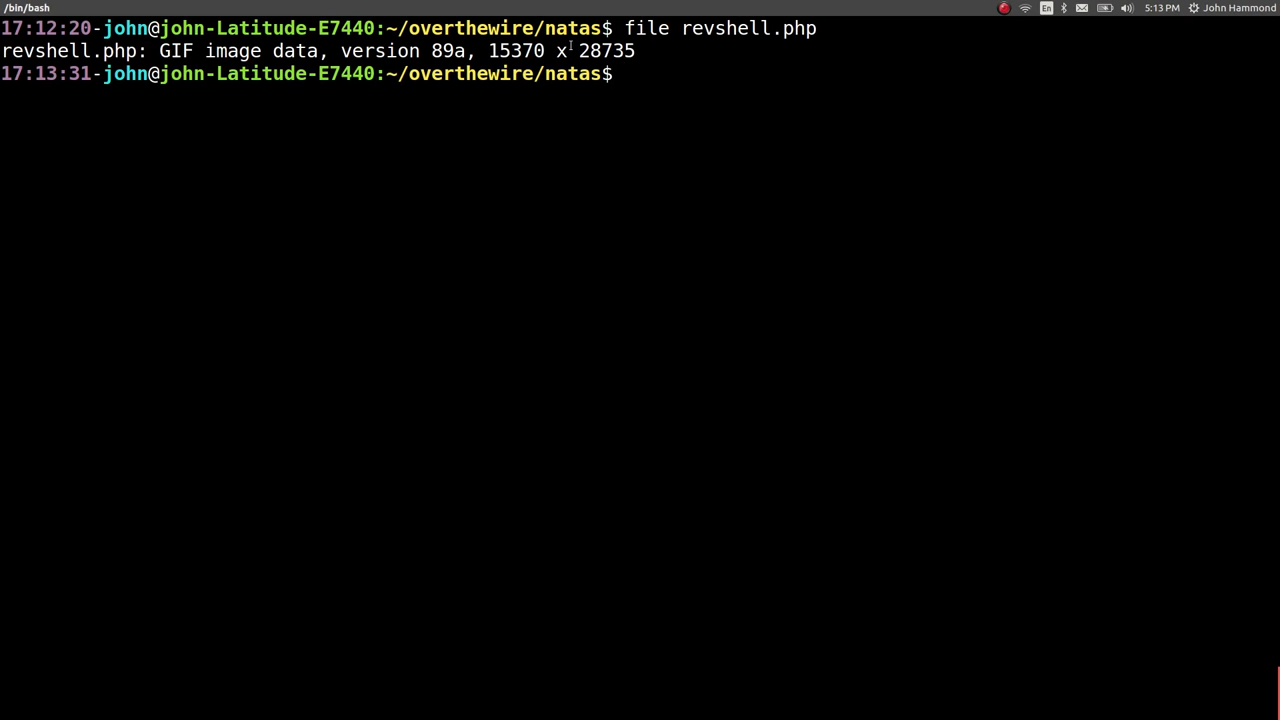 /bin/bash En 5:13 PM John Hammond
17:12:20-john@john-Latitude-E7440:~/overthewire/natas$ file revshell.php
revshell.php: GIF image data, version 89a, 15370 x 28735
17:13:31-john@john-Latitude-E7440:~/overthewire/natas$